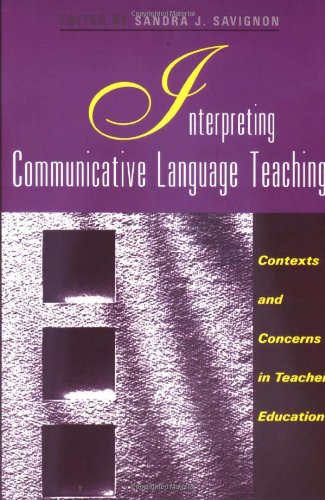 EDITED BY SANDRA J. SAVIGNON
Interpreting
Communicative Language Teaching
Contexts
and
Concerns
in Teacher
Education